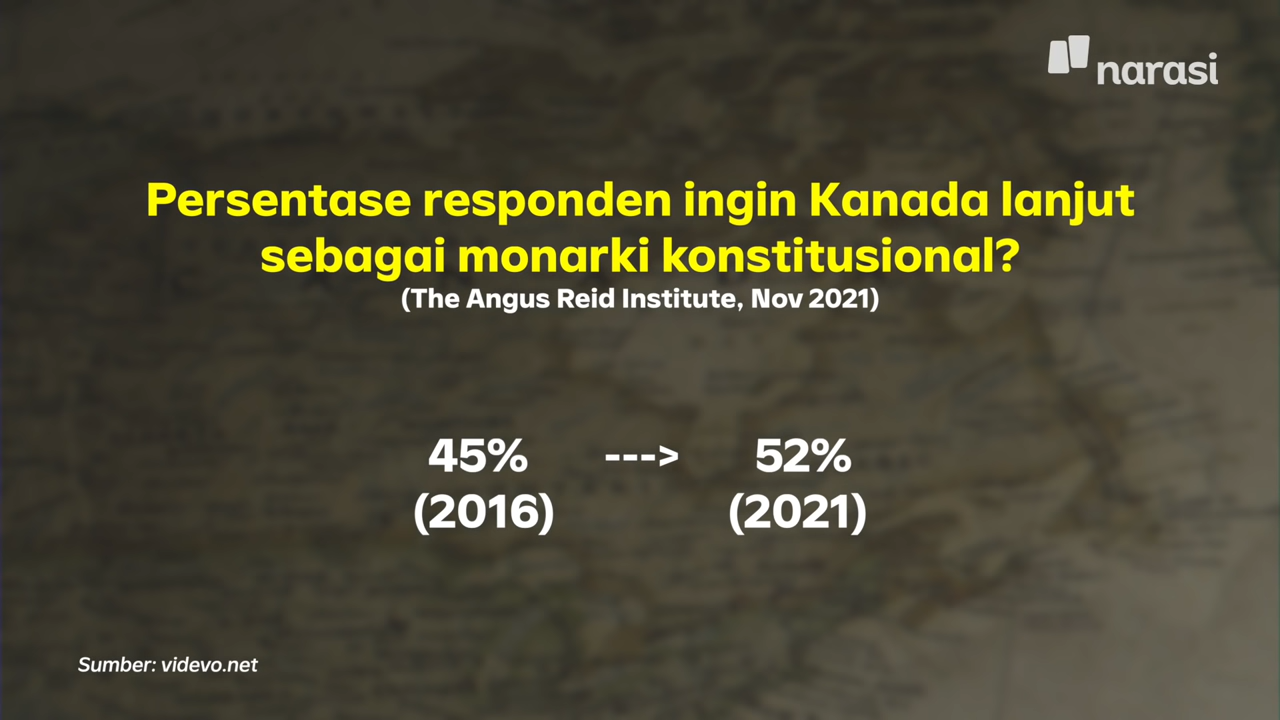 narasi
Persentase responden ingin Kanada lanjut
sebagai monarki konstitusional?
(The Angus Reid Institute, Nov 2021)
45% ---> 52%
(2016) (2021)
Sumber: videvo.net